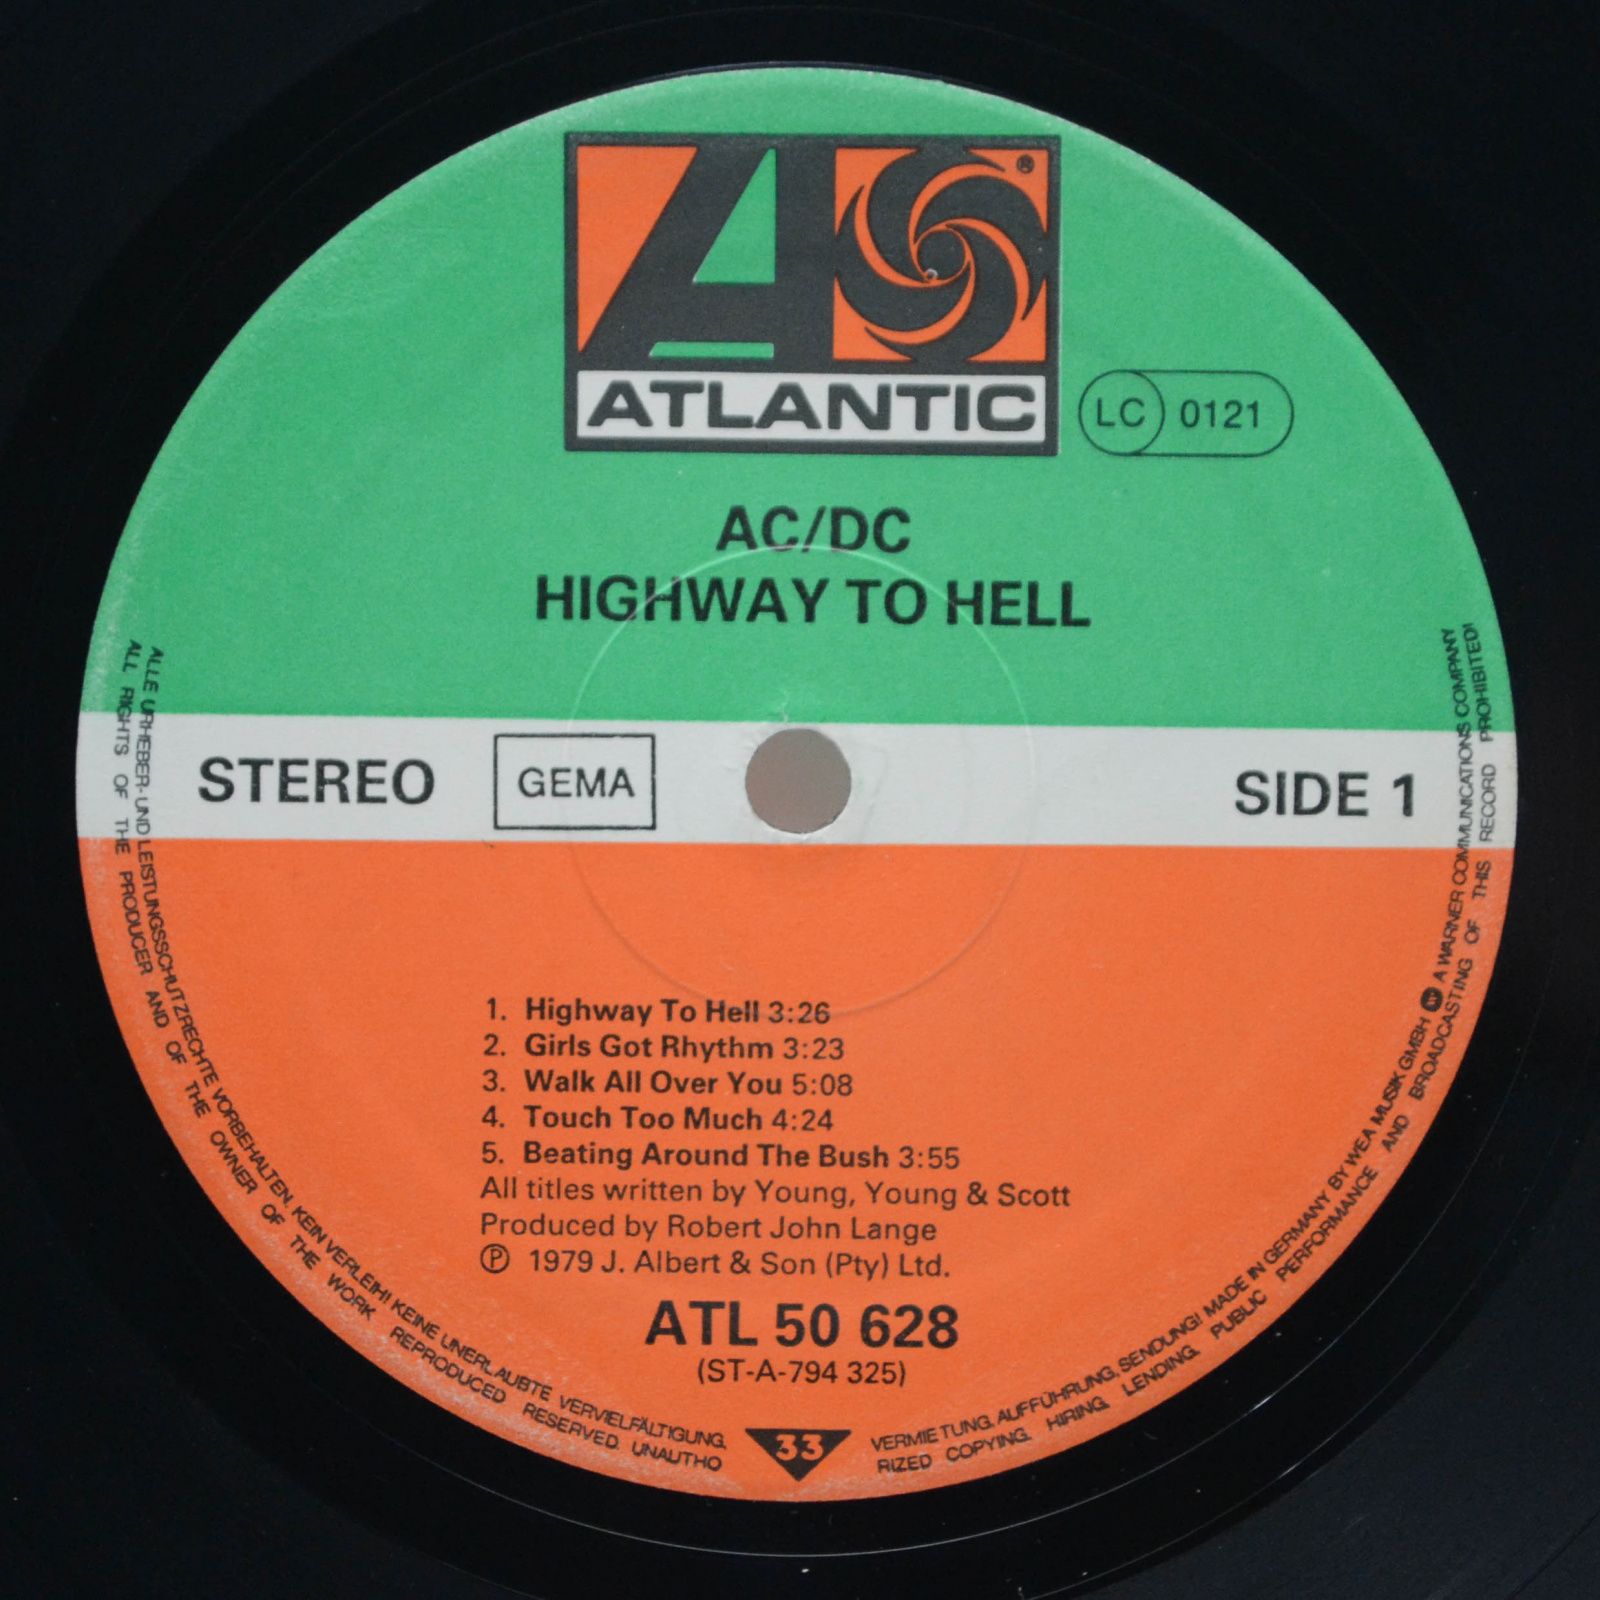 ®
ATLANTIC
LC 0121
AC/DC
HIGHWAY TO HELL
STEREO GEMA SIDE 1
1. Highway To Hell 3:26
2. Girls Got Rhythm 3:23
3. Walk All Over You 5:08
4. Touch Too Much 4:24
5. Beating Around The Bush 3:55
All titles written by Young, Young & Scott
Produced by Robert John Lange
Ⓟ 1979 J. Albert & Son (Pty) Ltd.
ATL 50 628
(ST-A-794 325)
33
ALLE URHEBER- UND LEISTUNGSSCHUTZRECHTE VORBEHALTEN. KEIN VERLEIH! KEINE UNERLAUBTE VERVIELFÄLTIGUNG, VERMIETUNG, AUFFÜHRUNG, SENDUNG! MADE IN GERMANY BY WEA MUSIK GMBH W A WARNER COMMUNICATIONS COMPANY
ALL RIGHTS OF THE PRODUCER AND OF THE OWNER OF THE WORK REPRODUCED RESERVED. UNAUTHORIZED COPYING, HIRING, LENDING, PUBLIC PERFORMANCE AND BROADCASTING OF THIS RECORD PROHIBITED!